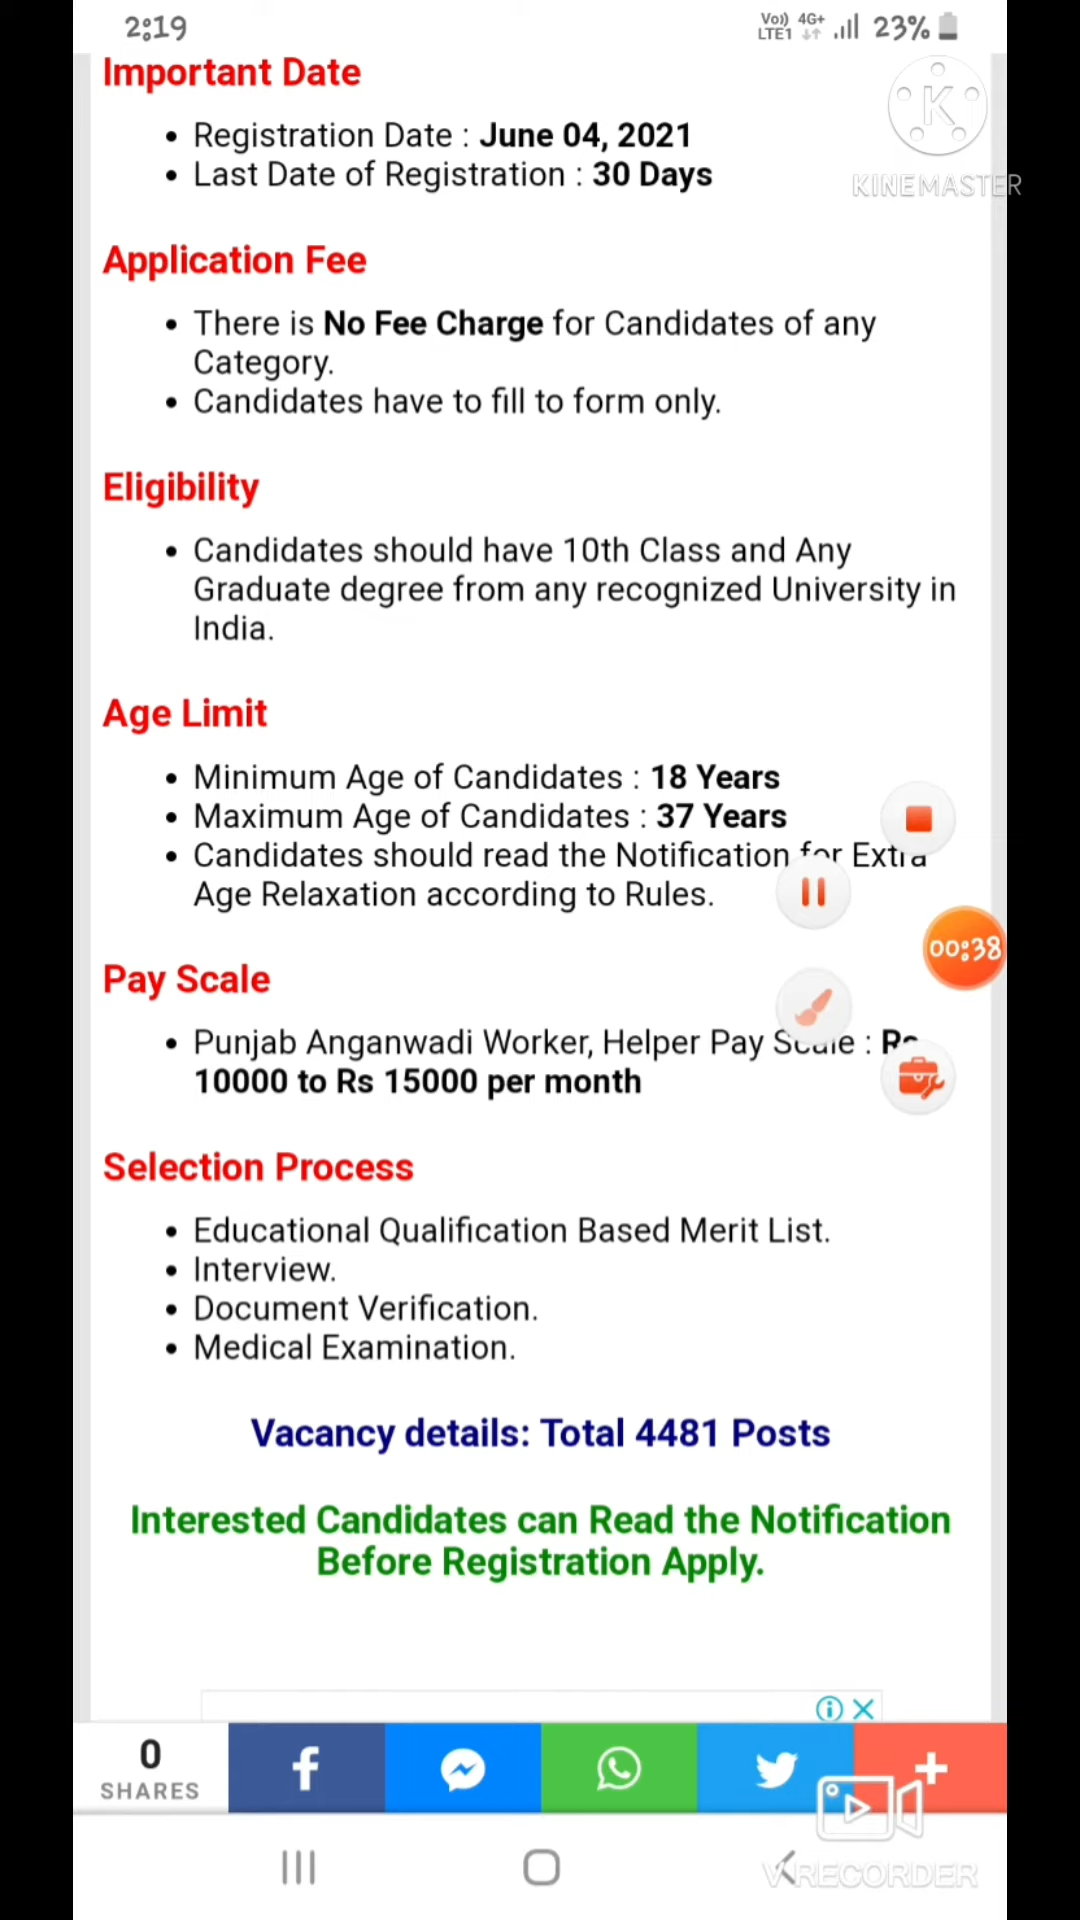 2:19
Vo)) 4G+
LTE1
23%
Important Date
K
• Registration Date : June 04, 2021
• Last Date of Registration : 30 Days
KINEMASTER
Application Fee
• There is No Fee Charge for Candidates of any
Category.
• Candidates have to fill to form only.
Eligibility
• Candidates should have 10th Class and Any
Graduate degree from any recognized University in
India.
Age Limit
• Minimum Age of Candidates : 18 Years
• Maximum Age of Candidates : 37 Years
• Candidates should read the Notification for Extra
Age Relaxation according to Rules.
00:38
Pay Scale
• Punjab Anganwadi Worker, Helper Pay Scale : Rs
10000 to Rs 15000 per month
Selection Process
• Educational Qualification Based Merit List.
• Interview.
• Document Verification.
• Medical Examination.
Vacancy details: Total 4481 Posts
Interested Candidates can Read the Notification
Before Registration Apply.
0
SHARES
V RECORDER